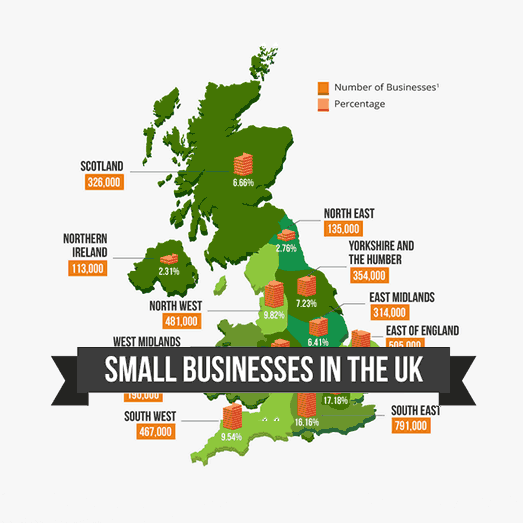 Number of Businesses¹
Percentage
SCOTLAND
326,000
6.66%
NORTH EAST
135,000
2.76%
NORTHERN
IRELAND
113,000
2.31%
YORKSHIRE AND
THE HUMBER
354,000
7.23%
NORTH WEST
481,000
9.82%
EAST MIDLANDS
314,000
6.41%
EAST OF ENGLAND
WEST MIDLANDS
SMALL BUSINESSES IN THE UK
17.18%
SOUTH WEST
467,000
9.54%
16.16%
SOUTH EAST
791,000